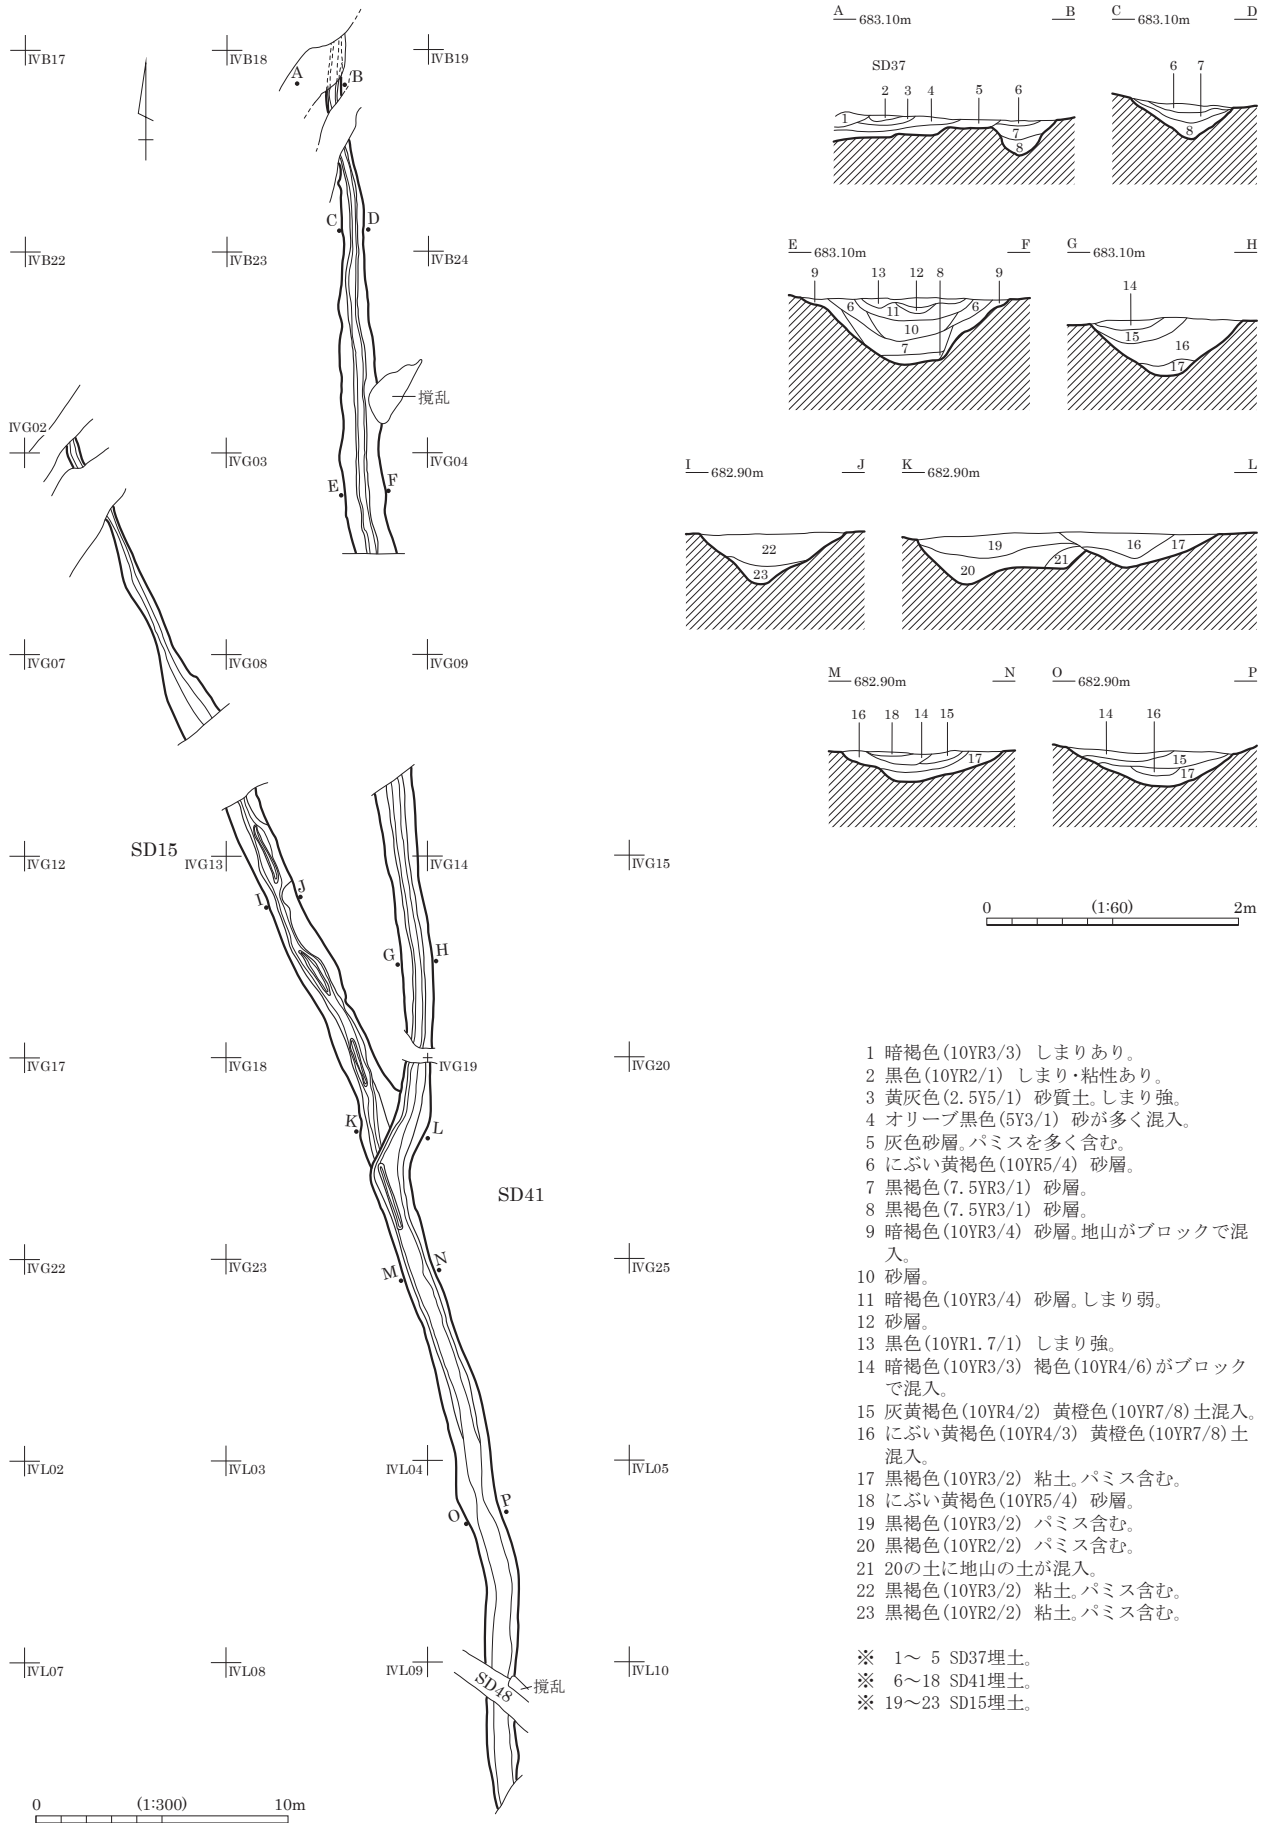 ⅣB17
ⅣB18
ⅣB19
A
B
C
D
ⅣB22
ⅣB23
ⅣB24
撹乱
ⅣG02
ⅣG03
ⅣG04
E
F
ⅣG07
ⅣG08
ⅣG09
SD15
ⅣG12
ⅣG13
ⅣG14
ⅣG15
I
J
G
H
ⅣG17
ⅣG18
ⅣG19
ⅣG20
K
L
SD41
ⅣG22
ⅣG23
ⅣG25
M
N
ⅣL02
ⅣL03
ⅣL04
ⅣL05
O
P
ⅣL07
ⅣL08
ⅣL09
ⅣL10
SD48
撹乱
0 (1:300) 10m
A 683.10m B
SD37
2 3 4 5 6
1
7
8
C 683.10m D
6 7
8
E 683.10m F
9 13 12 8 9
6 11 6
10
7
G 683.10m H
14
15
16
17
I 682.90m J
22
23
K 682.90m L
19 16 17
20 21
M 682.90m N
16 18 14 15
17
O 682.90m P
14 16
15
17
0 (1:60) 2m
1 暗褐色(10YR3/3) しまりあり。
2 黒色(10YR2/1) しまり・粘性あり。
3 黄灰色(2.5Y5/1) 砂質土。しまり強。
4 オリーブ黒色(5Y3/1) 砂が多く混入。
5 灰色砂層。パミスを多く含む。
6 にぶい黄褐色(10YR5/4) 砂層。
7 黒褐色(7.5YR3/1) 砂層。
8 黒褐色(7.5YR3/1) 砂層。
9 暗褐色(10YR3/4) 砂層。地山がブロックで混
入。
10 砂層。
11 暗褐色(10YR3/4) 砂層。しまり弱。
12 砂層。
13 黒色(10YR1.7/1) しまり強。
14 暗褐色(10YR3/3) 褐色(10YR4/6)がブロック
で混入。
15 灰黄褐色(10YR4/2) 黄橙色(10YR7/8)土混入。
16 にぶい黄褐色(10YR4/3) 黄橙色(10YR7/8)土
混入。
17 黒褐色(10YR3/2) 粘土。パミス含む。
18 にぶい黄褐色(10YR5/4) 砂層。
19 黒褐色(10YR3/2) パミス含む。
20 黒褐色(10YR2/2) パミス含む。
21 20の土に地山の土が混入。
22 黒褐色(10YR3/2) 粘土。パミス含む。
23 黒褐色(10YR2/2) 粘土。パミス含む。
※ 1～ 5 SD37埋土。
※ 6～18 SD41埋土。
※ 19～23 SD15埋土。